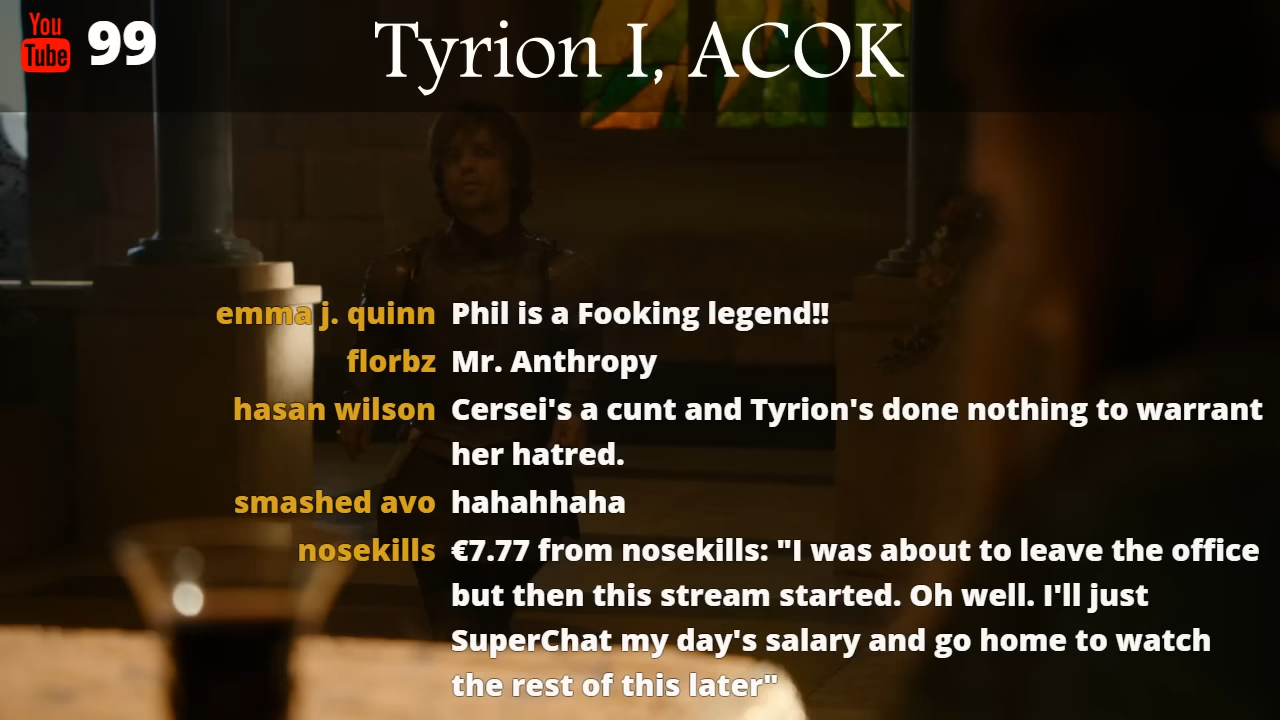 You
Tube
99
Tyrion I, ACOK
emma j. quinn Phil is a Fooking legend!!
florbz Mr. Anthropy
hasan wilson Cersei's a cunt and Tyrion's done nothing to warrant
her hatred.
smashed avo hahahhaha
nosekills €7.77 from nosekills: "I was about to leave the office
but then this stream started. Oh well. I'll just
SuperChat my day's salary and go home to watch
the rest of this later"